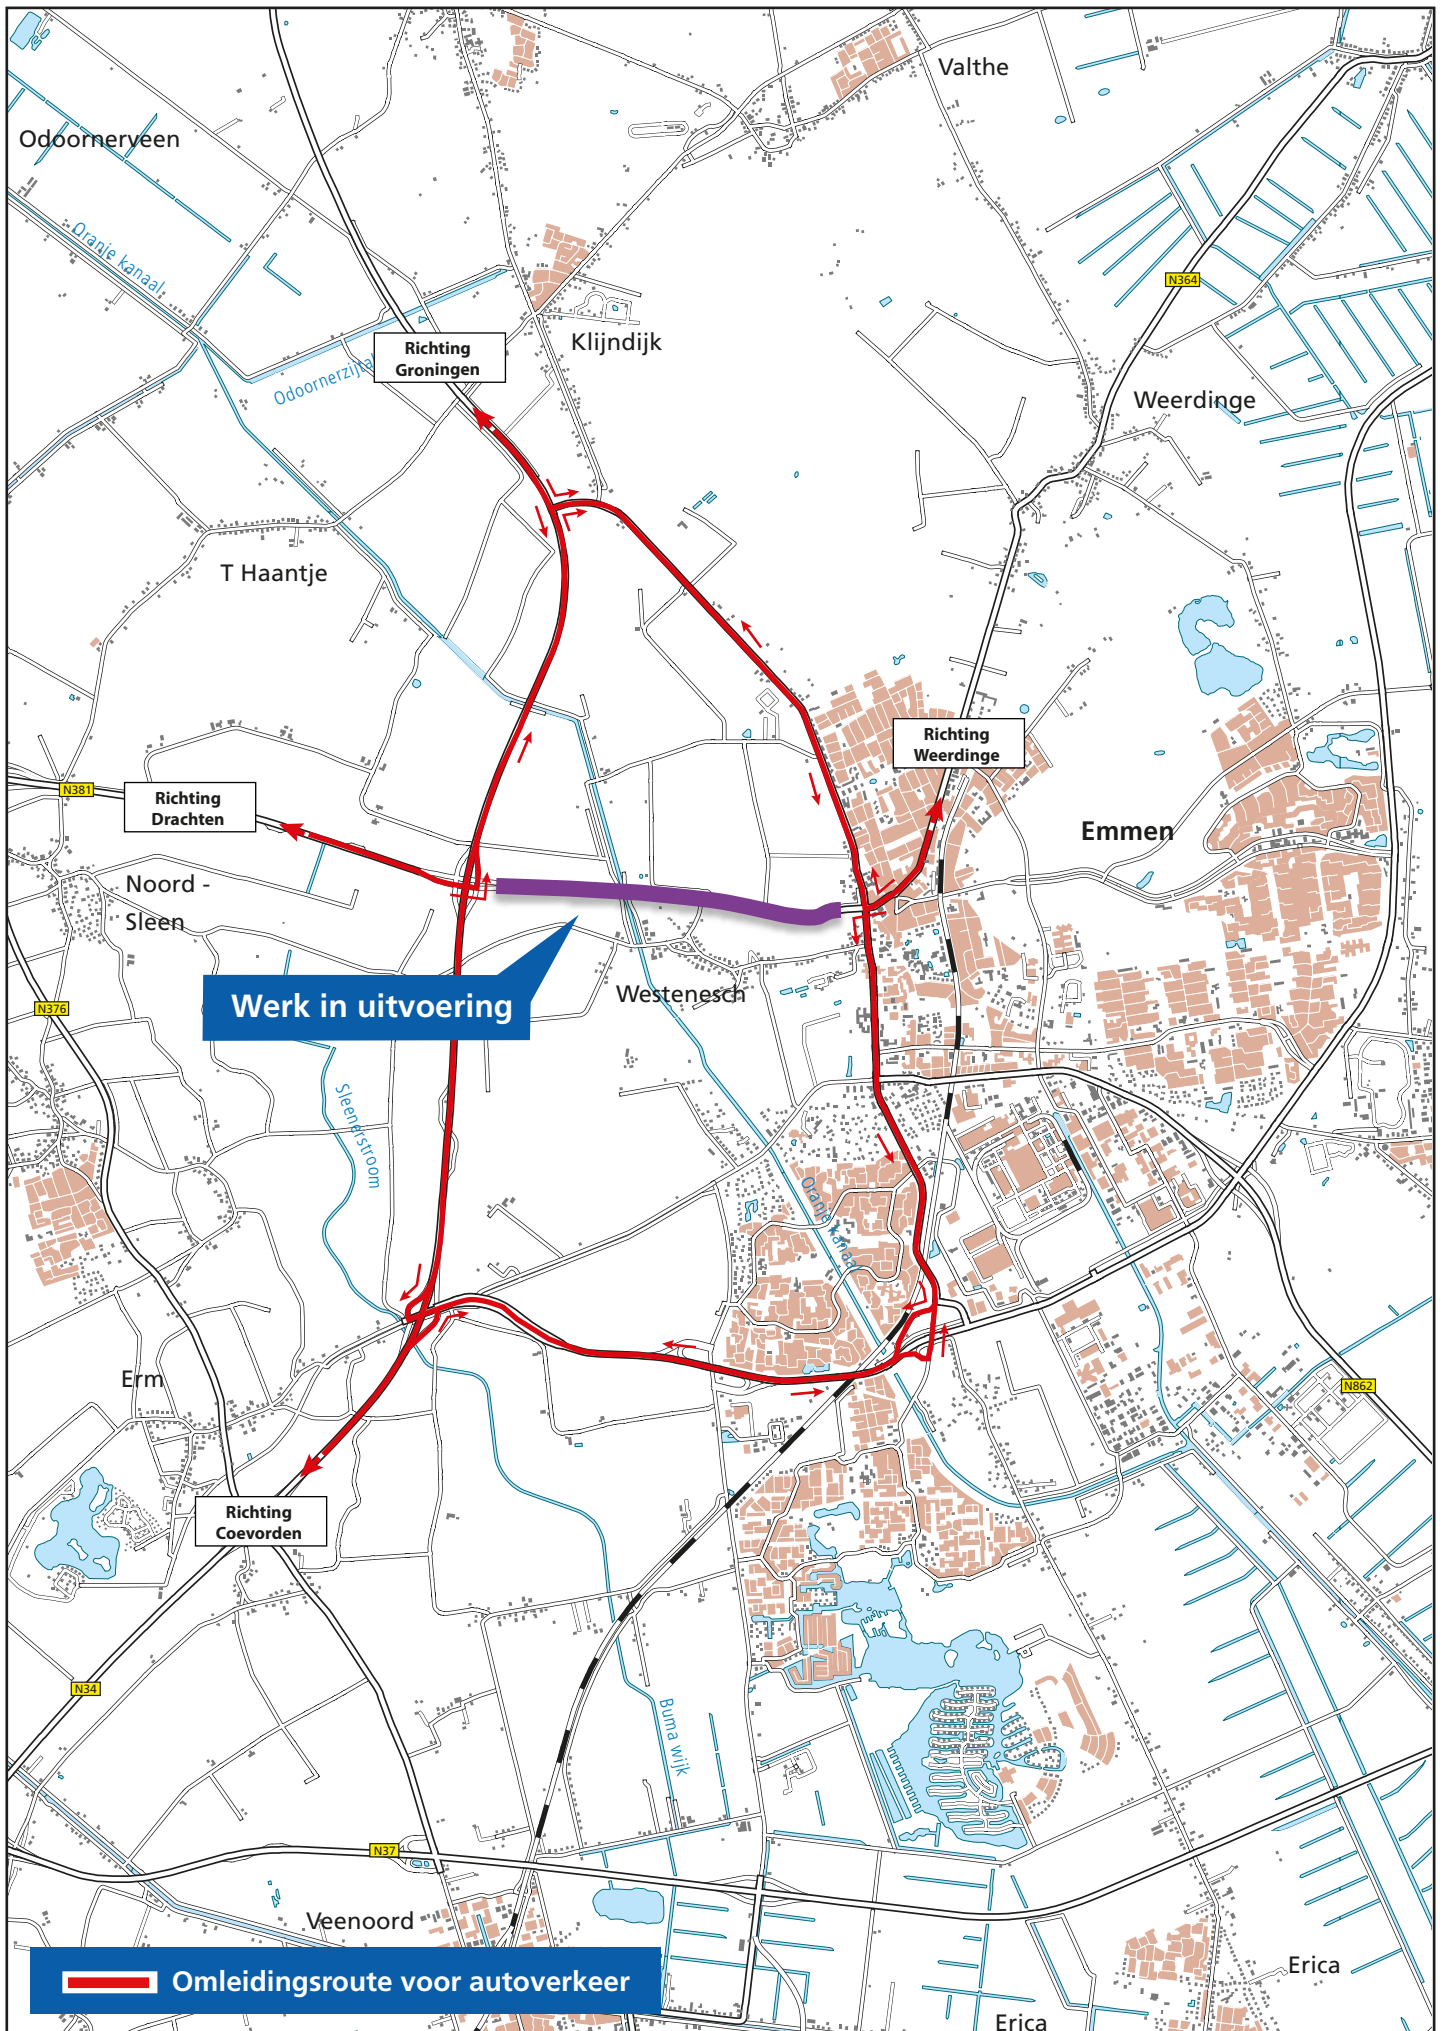 Valthe
Odoornerveen
Oranje kanaal
N364
Klijndijk
Richting
Groningen
Odoornerzijta
Weerdinge
T Haantje
Richting
Weerdinge
N381
Richting
Drachten
Emmen
Noord -
Sleen
Westenesch
Werk in uitvoering
N376
Sleenerstroom
Oranje kanaal
Erm
N862
Richting
Coevorden
N34
Buma wijk
N37
Veenoord
Erica
Omleidingsroute voor autoverkeer
Erica